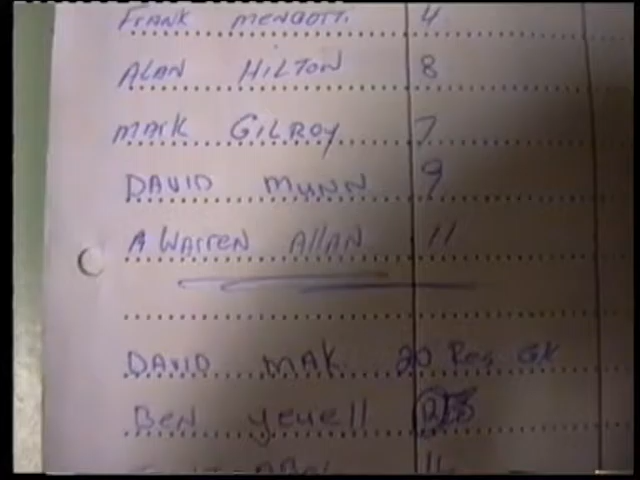 FRANK MENGOTTI 4
ALAN HILTON 8
MARK GILROY 7
DAVID MUNN 9
A WARREN ALLAN 11
DAVID MAK 20 Res GK
BEN Yeuell